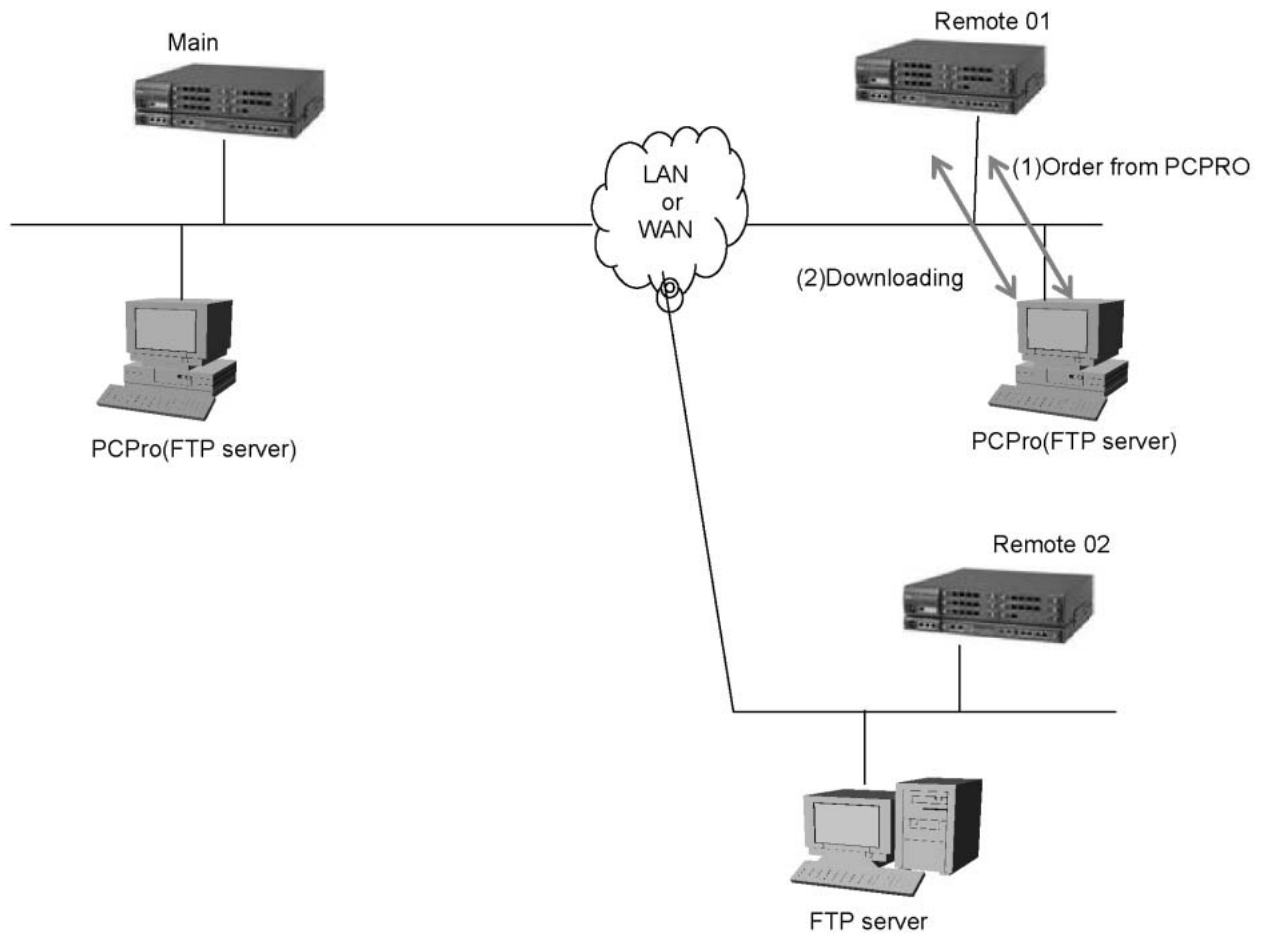 Main
Remote 01
LAN
or
WAN
(1)Order from PCPRO
(2)Downloading
PCPro(FTP server)
PCPro(FTP server)
Remote 02
FTP server